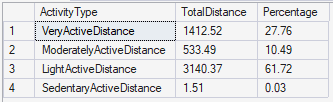 ActivityType TotalDistance Percentage
1 VeryActiveDistance 1412.52 27.76
2 ModeratelyActiveDistance 533.49 10.49
3 LightActiveDistance 3140.37 61.72
4 SedentaryActiveDistance 1.51 0.03